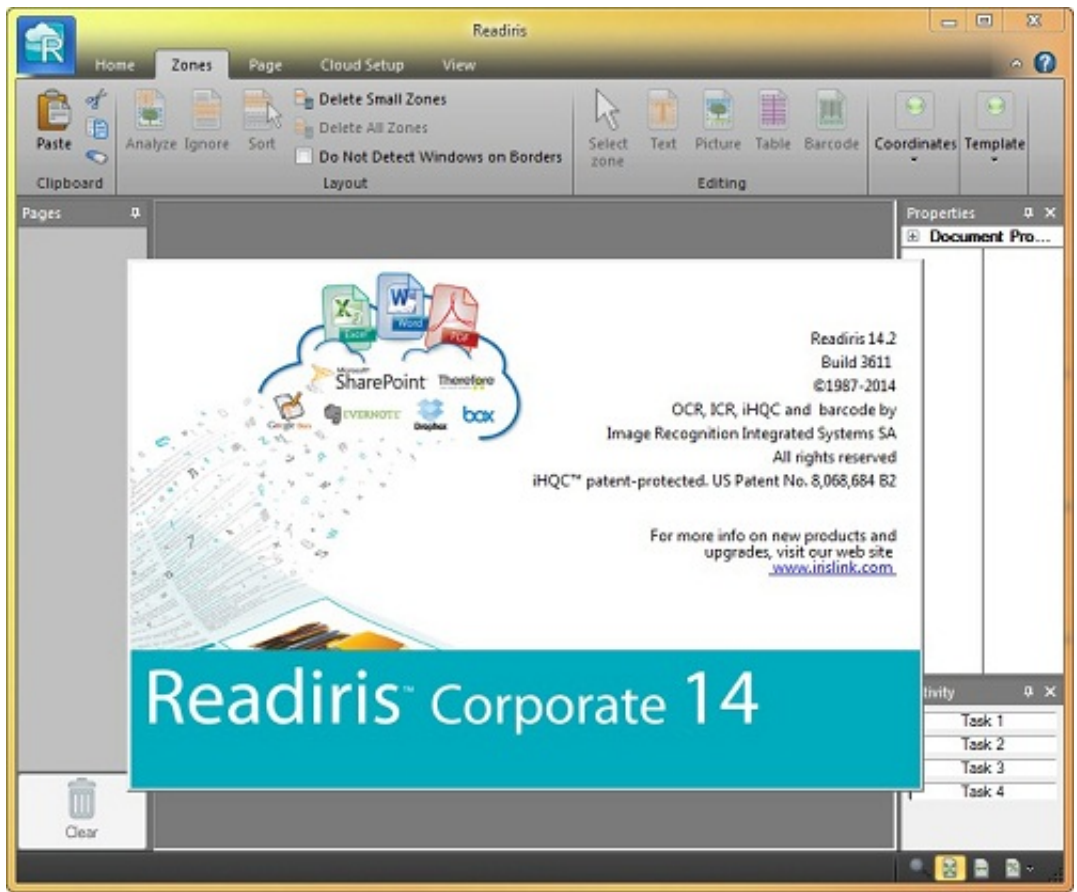 Readiris
R
Home Zones Page Cloud Setup View
Paste
Clipboard
Analyze Ignore Sort
Delete Small Zones
Delete All Zones
Do Not Detect Windows on Borders
Layout
Select zone Text Picture Table Barcode
Editing
Coordinates Template
Pages
Properties
Document Pro...
Excel
Word
PDF
Microsoft
SharePoint Therefore
Google Docs EVERNOTE Dropbox box
Readiris 14.2
Build 3611
©1987-2014
OCR, ICR, iHQC and barcode by
Image Recognition Integrated Systems SA
All rights reserved
iHQC™ patent-protected. US Patent No. 8,068,684 B2
For more info on new products and
upgrades, visit our web site
www.irislink.com
Readiris™ Corporate 14
tivity
Task 1
Task 2
Task 3
Task 4
Clear